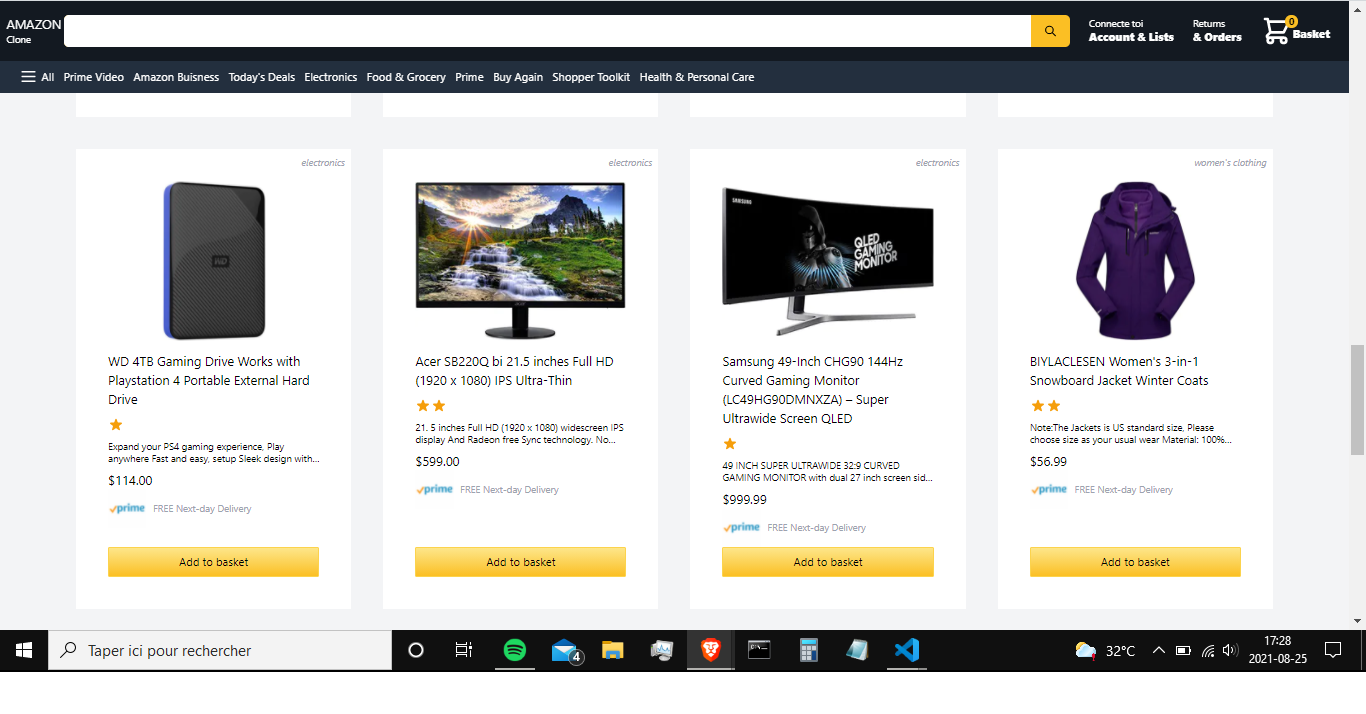 AMAZON
Clone
Connecte toi
Account & Lists
Returns
& Orders
0
Basket
All Prime Video Amazon Buisness Today's Deals Electronics Food & Grocery Prime Buy Again Shopper Toolkit Health & Personal Care
electronics
WD
WD 4TB Gaming Drive Works with
Playstation 4 Portable External Hard
Drive
Expand your PS4 gaming experience, Play
anywhere Fast and easy, setup Sleek design with...
$114.00
prime FREE Next-day Delivery
Add to basket
electronics
acer
Acer SB220Q bi 21.5 inches Full HD
(1920 x 1080) IPS Ultra-Thin
21. 5 inches Full HD (1920 x 1080) widescreen IPS
display And Radeon free Sync technology. No...
$599.00
prime FREE Next-day Delivery
Add to basket
electronics
SAMSUNG
QLED
GAMING
MONITOR
Samsung 49-Inch CHG90 144Hz
Curved Gaming Monitor
(LC49HG90DMNXZA) – Super
Ultrawide Screen QLED
49 INCH SUPER ULTRAWIDE 32:9 CURVED
GAMING MONITOR with dual 27 inch screen sid...
$999.99
prime FREE Next-day Delivery
Add to basket
women's clothing
BIYLACLESEN Women's 3-in-1
Snowboard Jacket Winter Coats
Note:The Jackets is US standard size, Please
choose size as your usual wear Material: 100%...
$56.99
prime FREE Next-day Delivery
Add to basket
Taper ici pour rechercher
4
32°C
17:28
2021-08-25